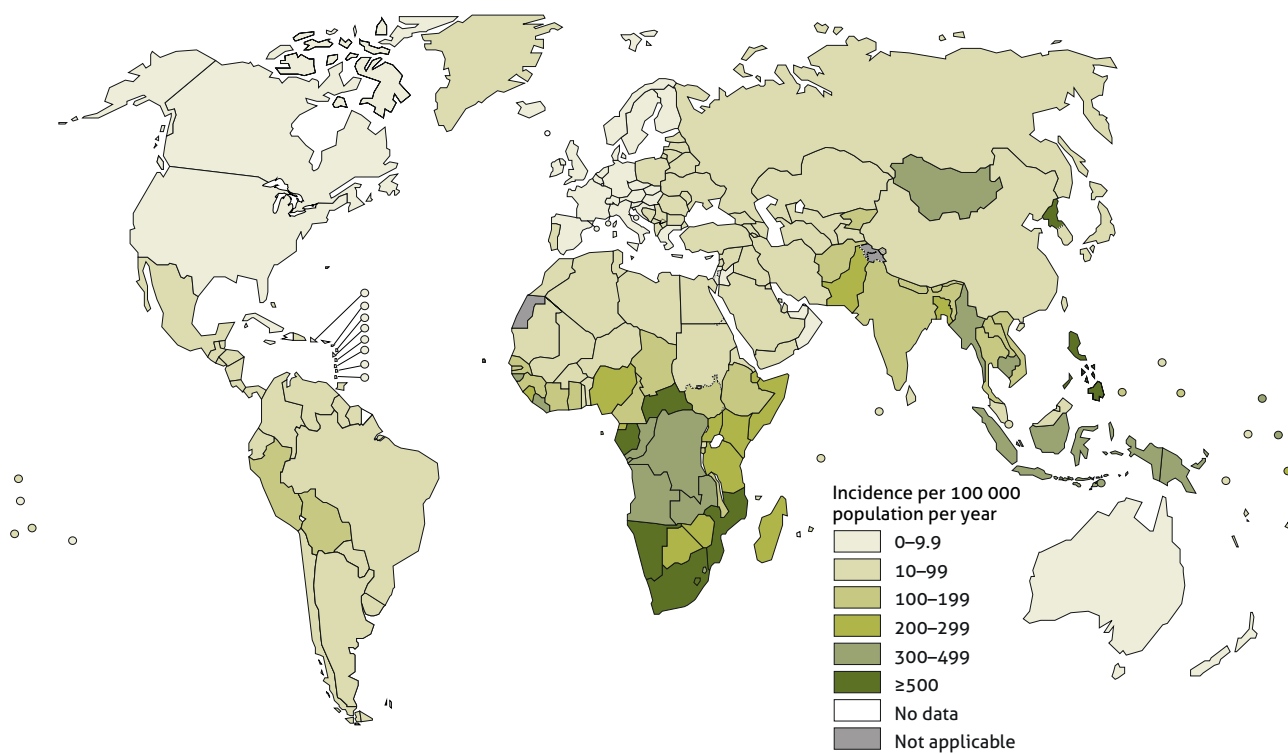 Incidence per 100 000
population per year
0–9.9
10–99
100–199
200–299
300–499
≥500
No data
Not applicable